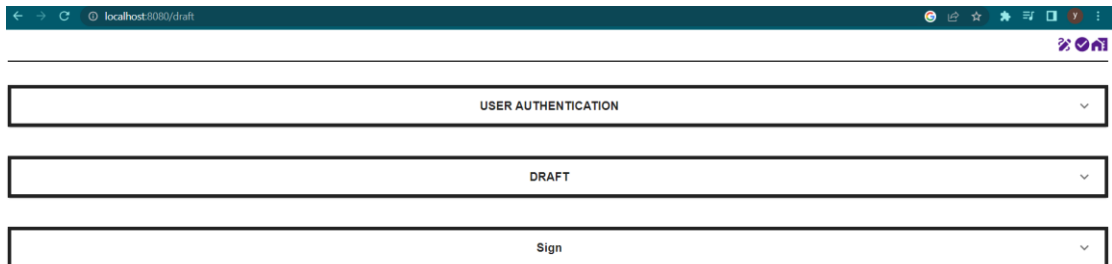 localhost:8080/draft
y
USER AUTHENTICATION
DRAFT
Sign